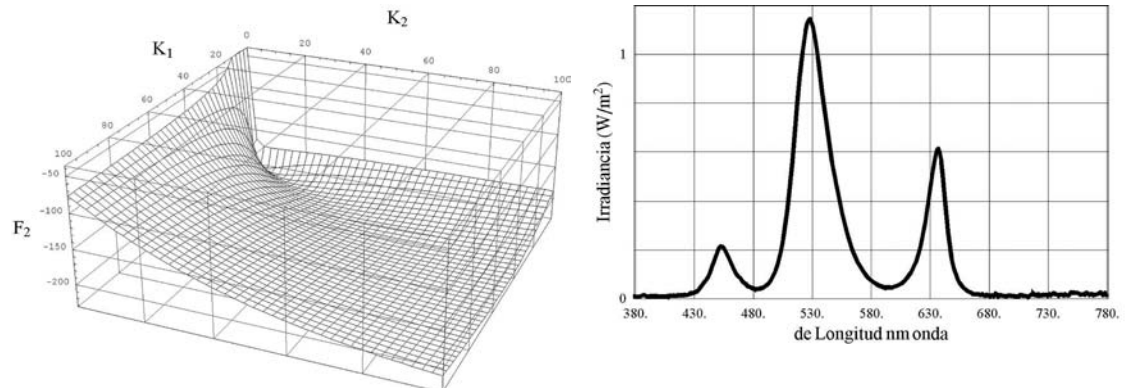 K₂
K₁
0
20
40
60
80
100
20
40
60
80
100
F₂
-50
-100
-150
-200
Irradiancia (W/m²)
1
0
380. 430. 530. 530. 580. 630. 680. 730. 780.
de Longitud nm onda